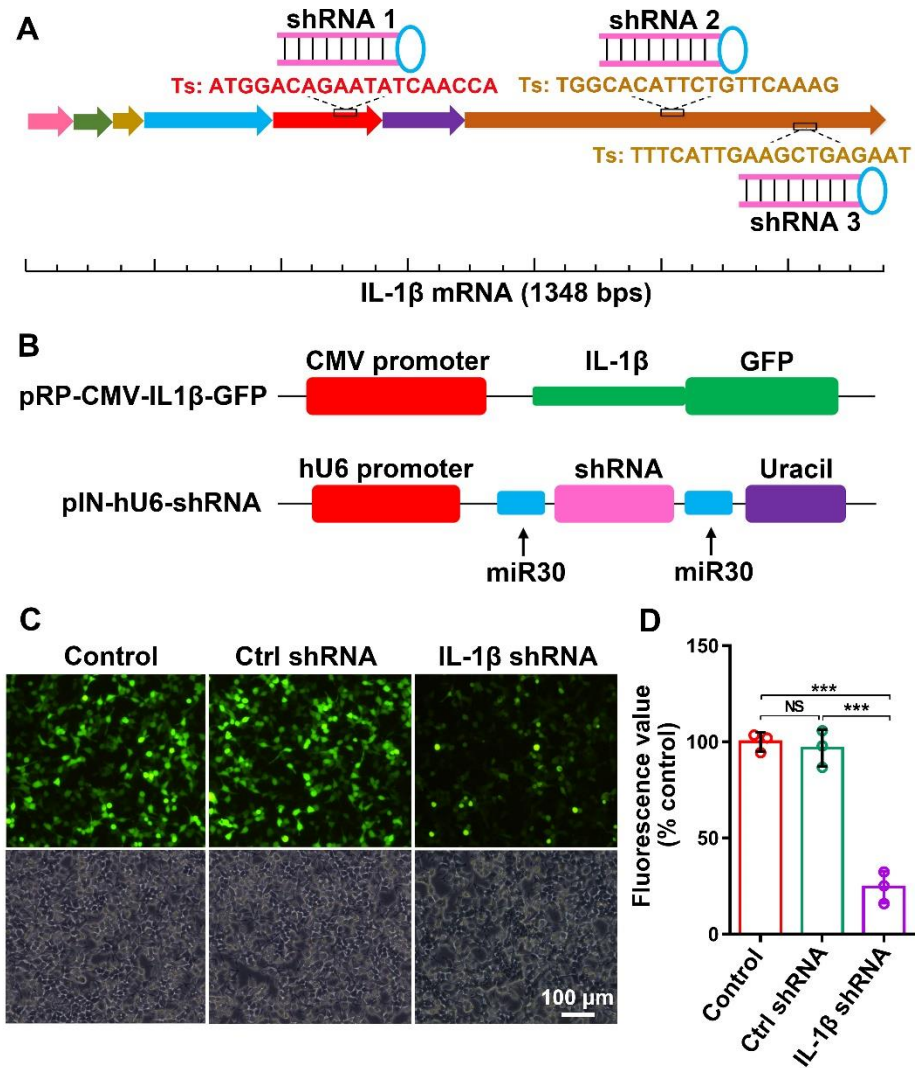 A
shRNA 1
shRNA 2
Ts: ATGGACAGAATATCAACCA
Ts: TGGCACATTCTGTTCAAAG
Ts: TTTCATTGAAGCTGAGAAT
shRNA 3
IL-1β mRNA (1348 bps)
B
CMV promoter
IL-1β
GFP
pRP-CMV-IL1β-GFP
hU6 promoter
shRNA
Uracil
pIN-hU6-shRNA
miR30
miR30
C
Control
Ctrl shRNA
IL-1β shRNA
100 µm
D
Fluorescence value
(% control)
150
100
50
0
***
NS
***
Control
Ctrl shRNA
IL-1β shRNA